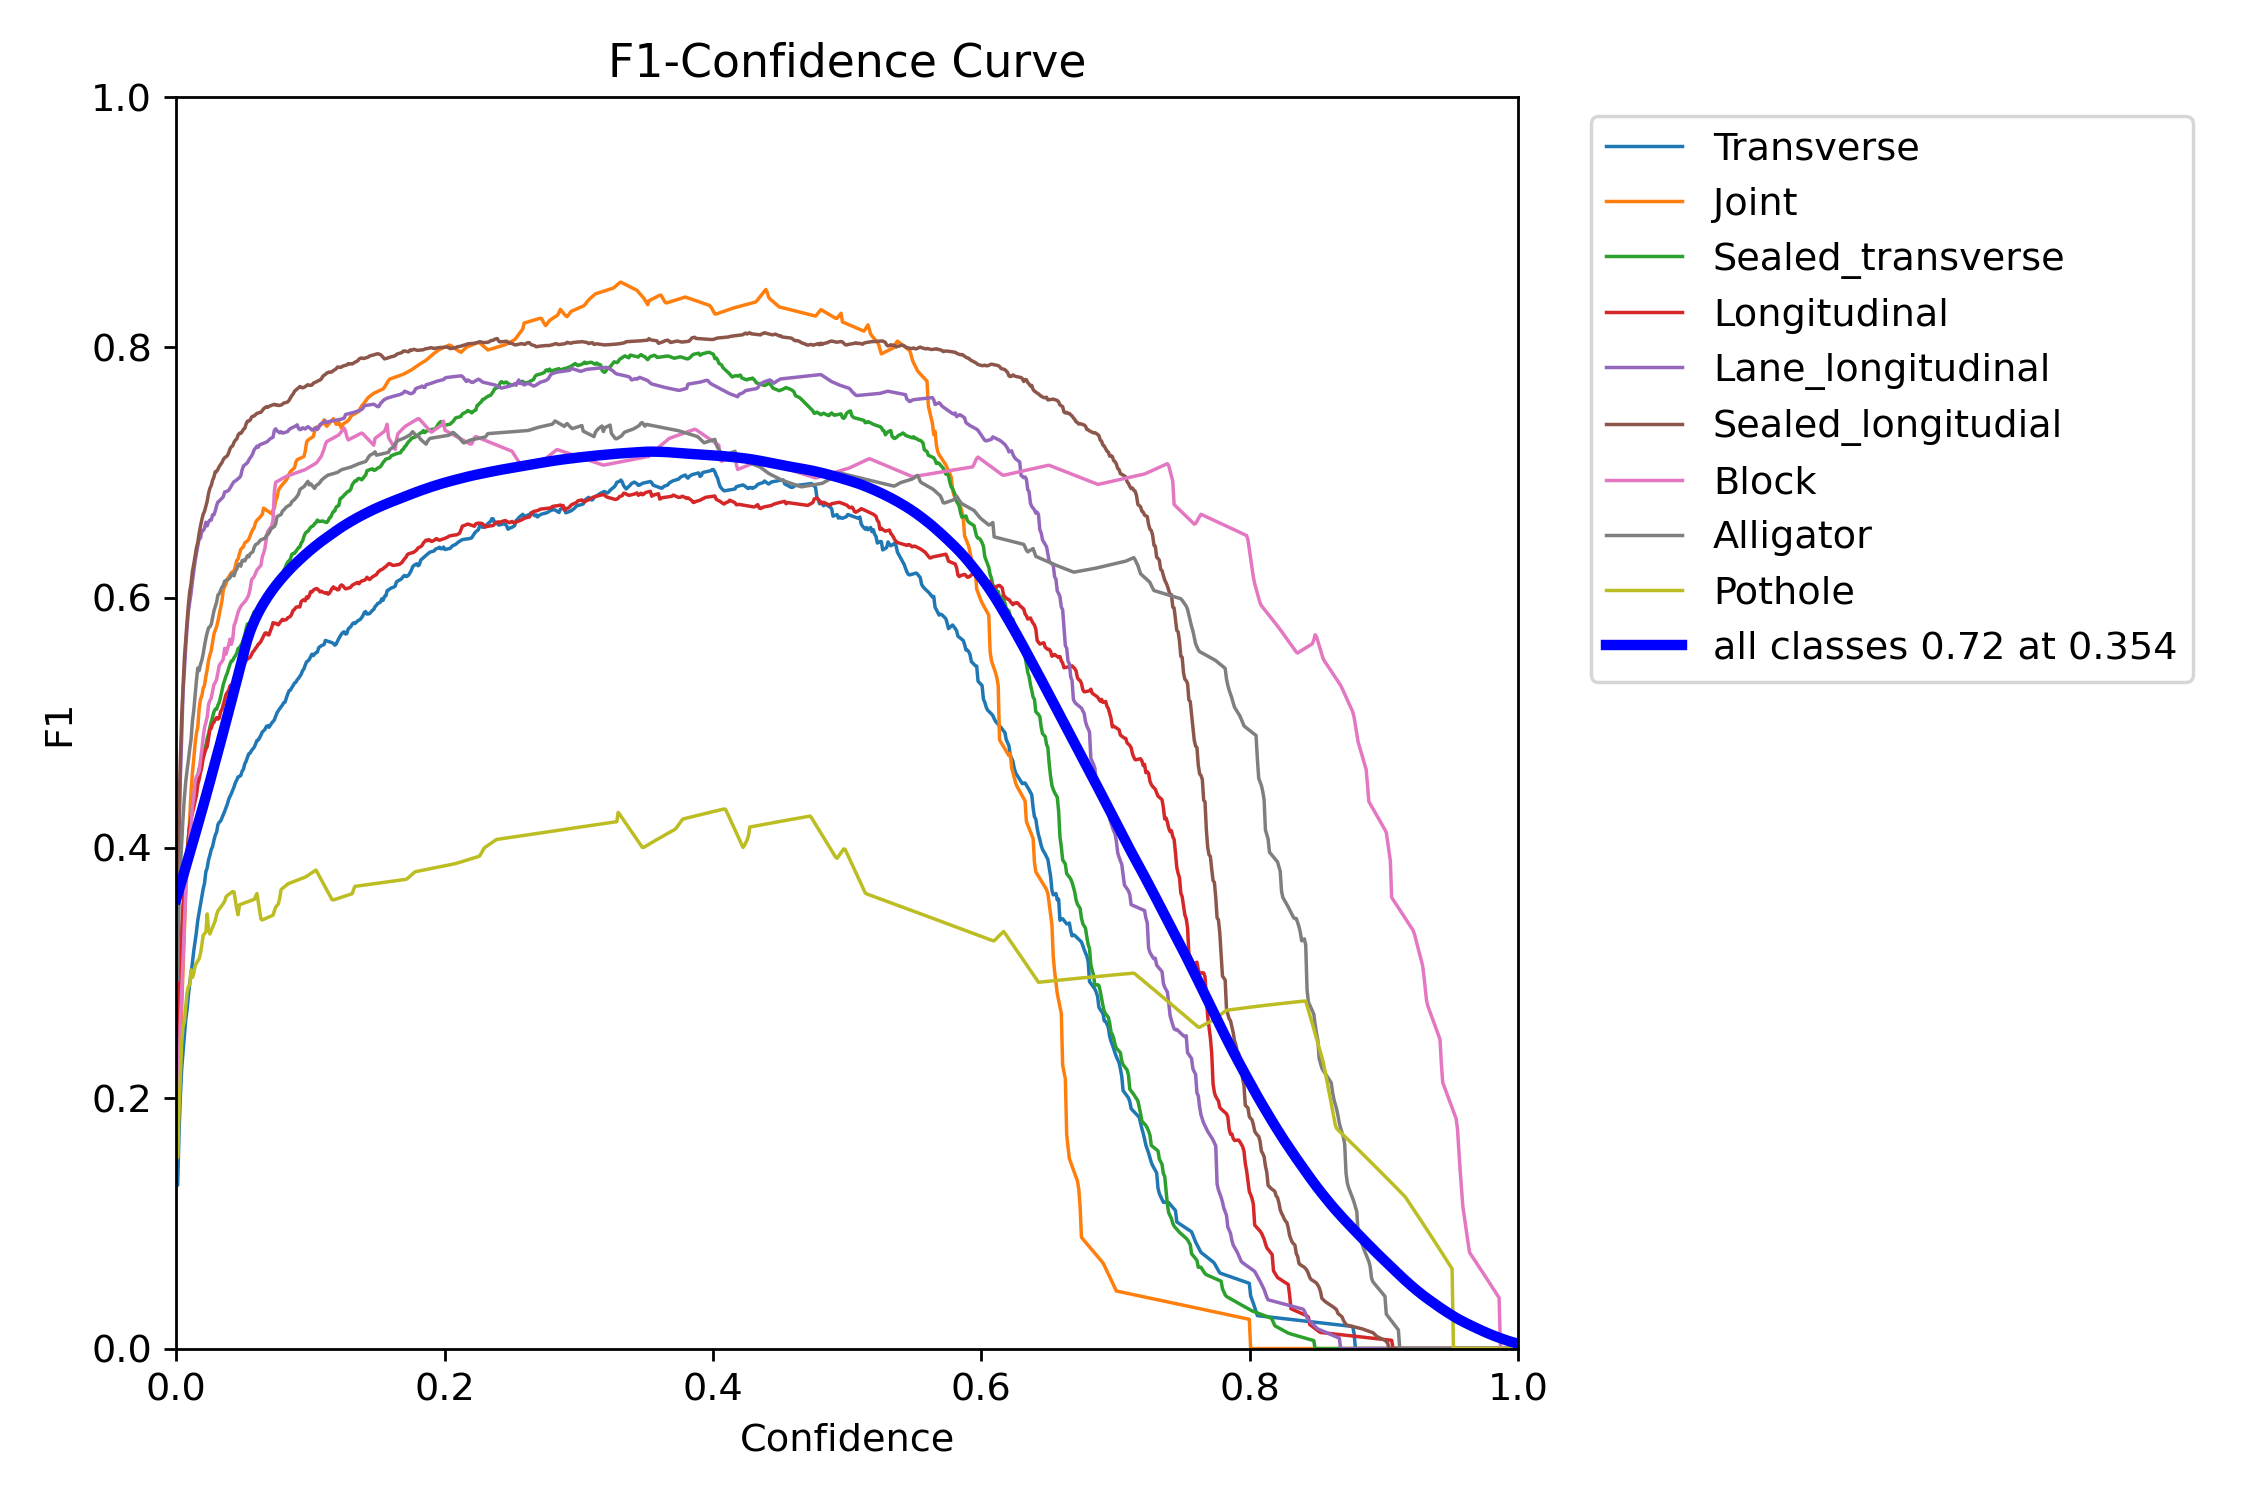 F1-Confidence Curve
1.0
0.8
0.6
0.4
0.2
0.0
F1
0.0 0.2 0.4 0.6 0.8 1.0
Confidence
Transverse
Joint
Sealed_transverse
Longitudinal
Lane_longitudinal
Sealed_longitudial
Block
Alligator
Pothole
all classes 0.72 at 0.354